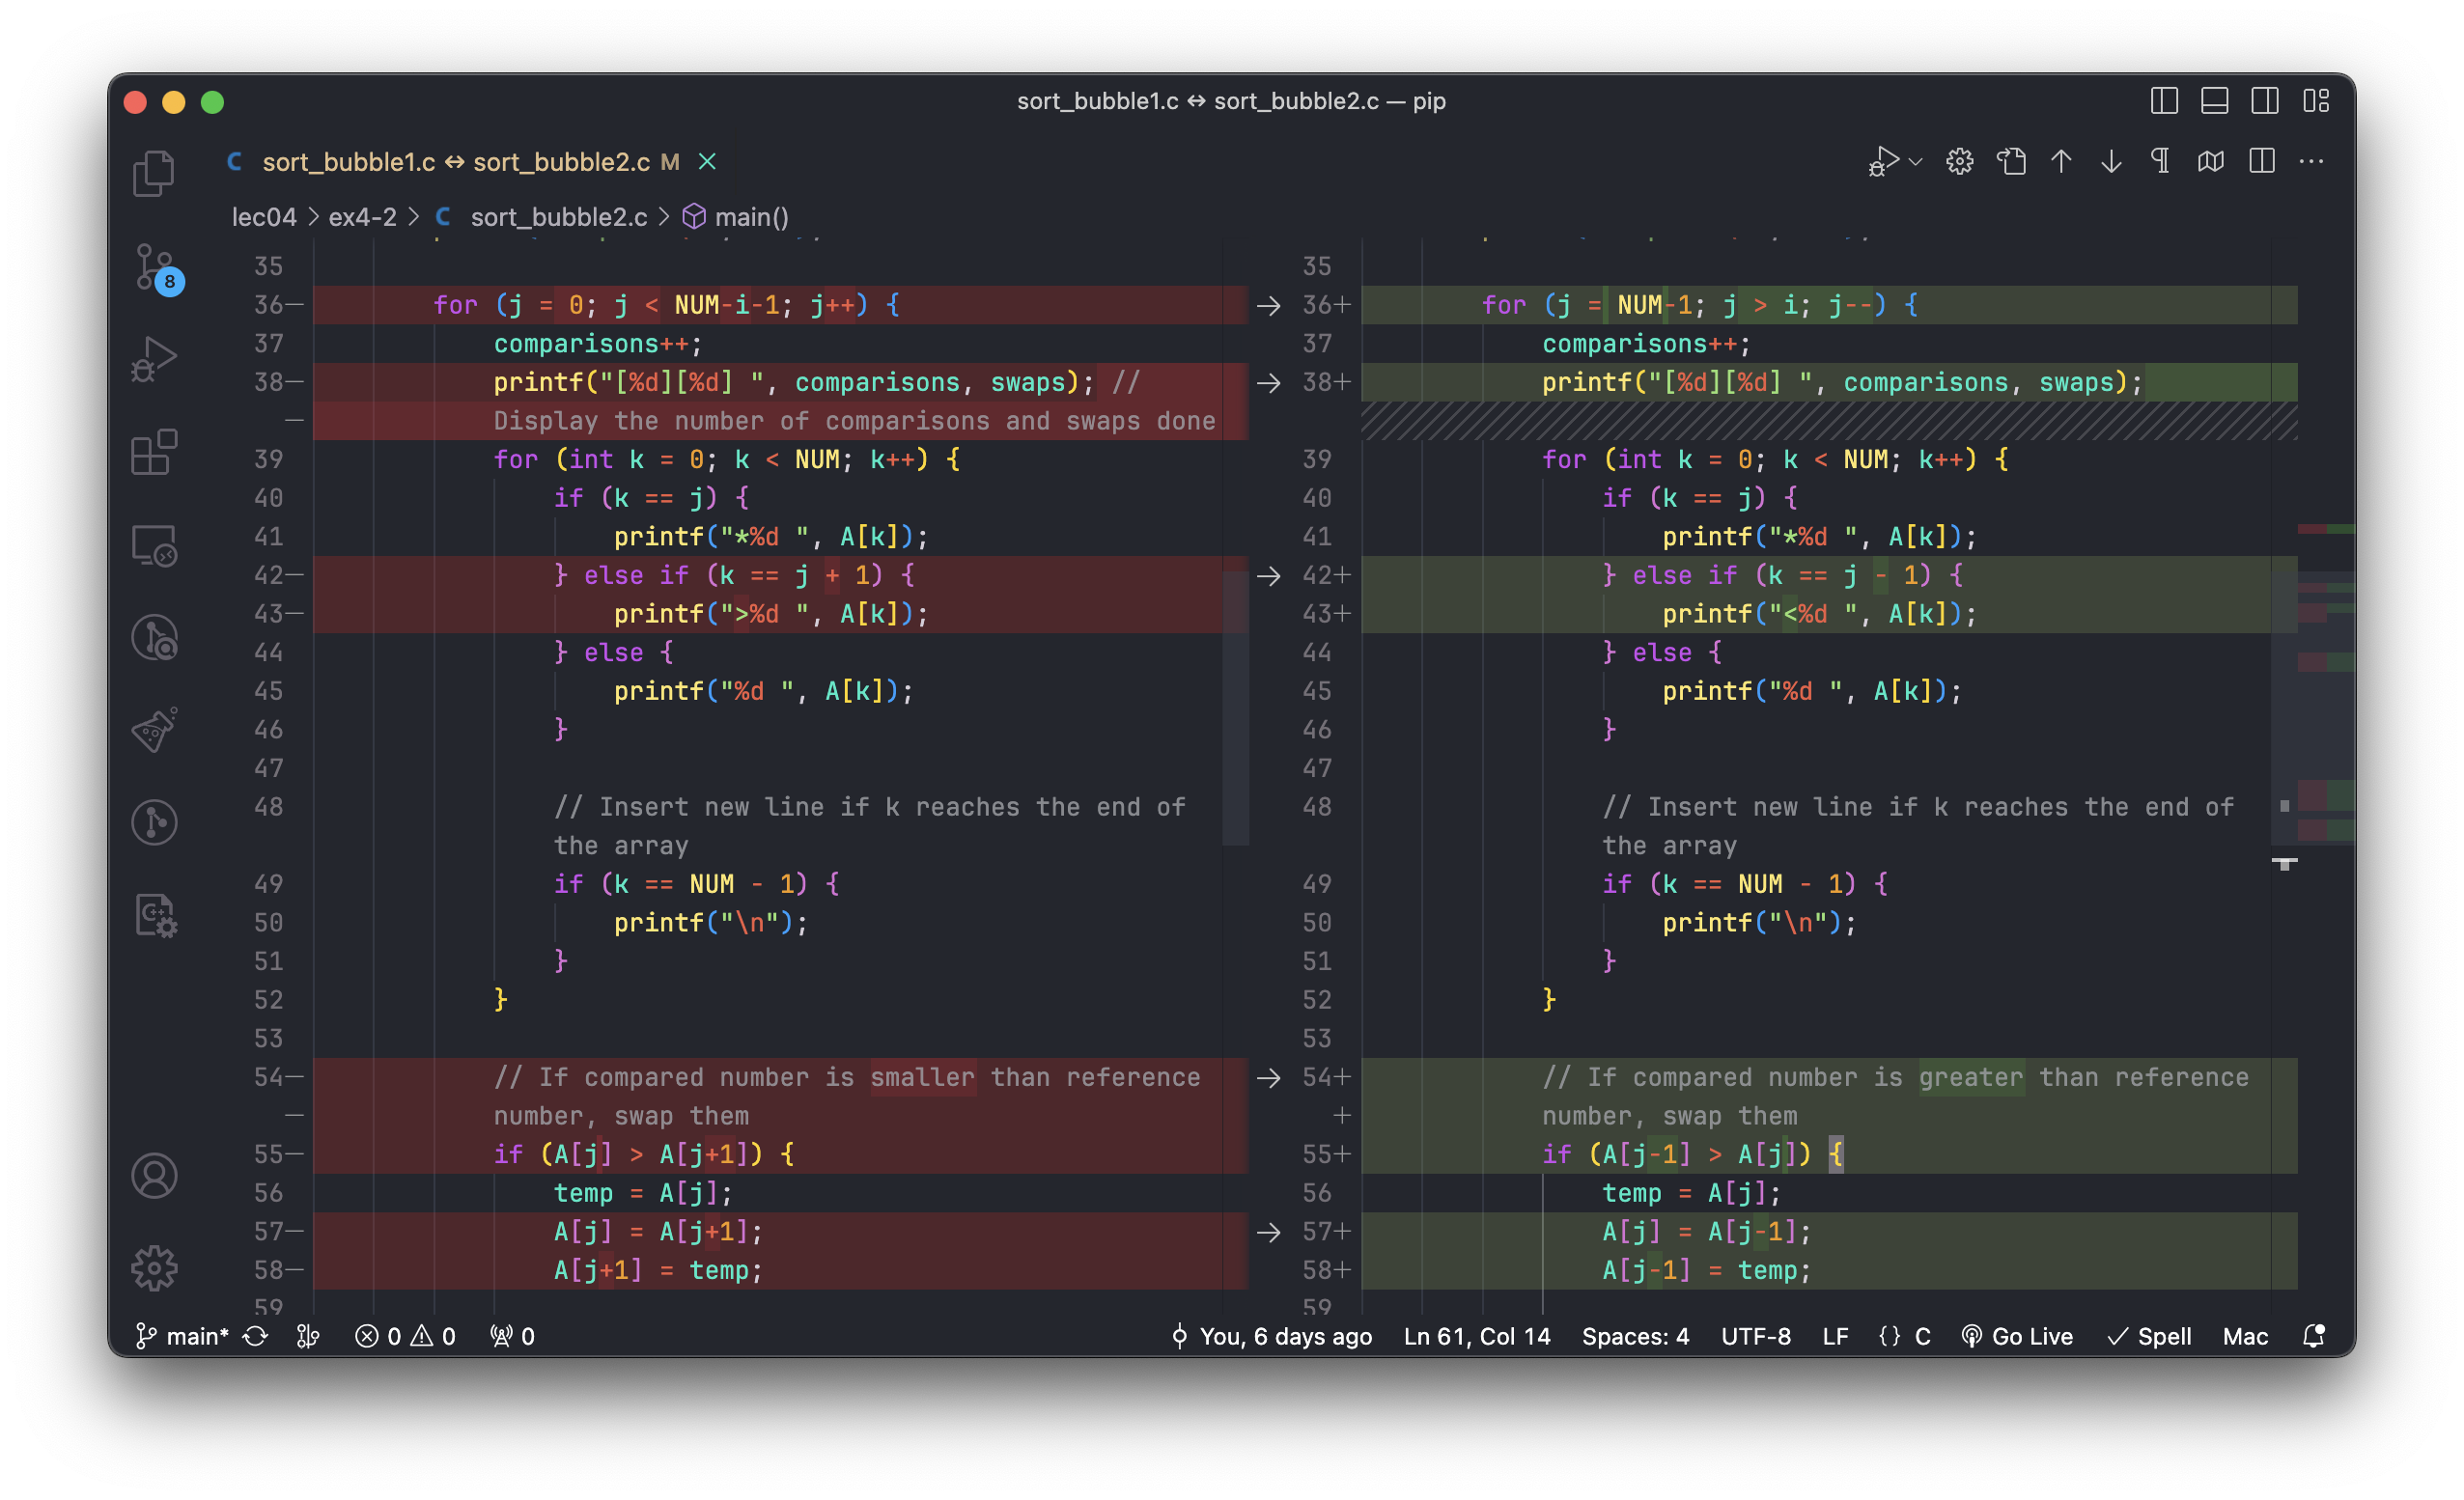 sort_bubble1.c ↔ sort_bubble2.c — pip
sort_bubble1.c ↔ sort_bubble2.c M
lec04 > ex4-2 > C sort_bubble2.c > main()
8
35
36— for (j = 0; j < NUM-i-1; j++) {
37 comparisons++;
38— printf("[%d][%d] ", comparisons, swaps); //
— Display the number of comparisons and swaps done
39 for (int k = 0; k < NUM; k++) {
40 if (k == j) {
41 printf("*%d ", A[k]);
42— } else if (k == j + 1) {
43— printf(">%d ", A[k]);
44 } else {
45 printf("%d ", A[k]);
46 }
47
48 // Insert new line if k reaches the end of
the array
49 if (k == NUM - 1) {
50 printf("\n");
51 }
52 }
53
54— // If compared number is smaller than reference
— number, swap them
55— if (A[j] > A[j+1]) {
56 temp = A[j];
57— A[j] = A[j+1];
58— A[j+1] = temp;
59
35
36+ for (j = NUM-1; j > i; j--) {
37 comparisons++;
38+ printf("[%d][%d] ", comparisons, swaps);
39 for (int k = 0; k < NUM; k++) {
40 if (k == j) {
41 printf("*%d ", A[k]);
42+ } else if (k == j - 1) {
43+ printf("<%d ", A[k]);
44 } else {
45 printf("%d ", A[k]);
46 }
47
48 // Insert new line if k reaches the end of
the array
49 if (k == NUM - 1) {
50 printf("\n");
51 }
52 }
53
54+ // If compared number is greater than reference
+ number, swap them
55+ if (A[j-1] > A[j]) {
56 temp = A[j];
57+ A[j] = A[j-1];
58+ A[j-1] = temp;
59
main* 0 0 0 You, 6 days ago Ln 61, Col 14 Spaces: 4 UTF-8 LF {} C Go Live Spell Mac